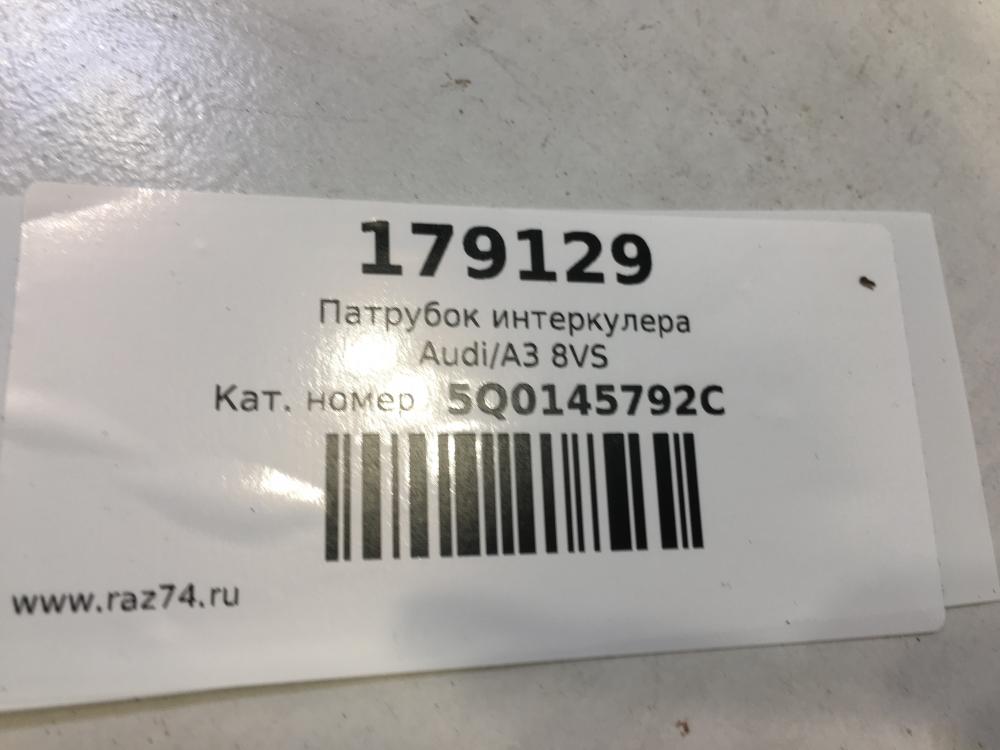 179129
Патрубок интеркулера
Audi/A3 8VS
Кат. номер 5Q0145792C
www.raz74.ru